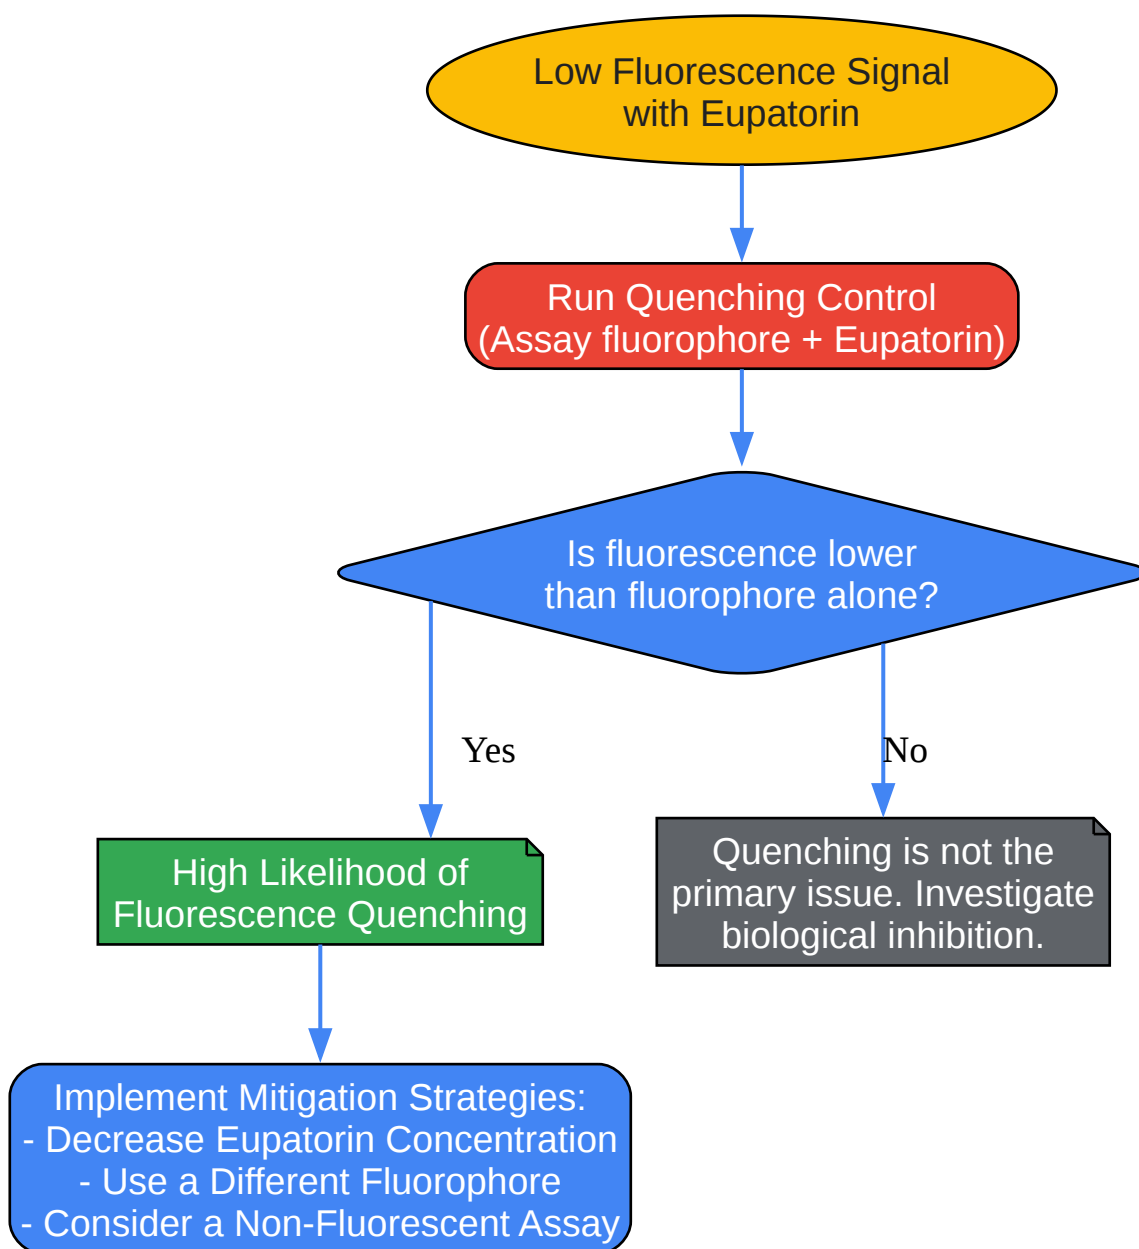 Low Fluorescence Signal
with Eupatorin
Run Quenching Control
(Assay fluorophore + Eupatorin)
Is fluorescence lower
than fluorophore alone?
Yes
No
High Likelihood of
Fluorescence Quenching
Quenching is not the
primary issue. Investigate
biological inhibition.
Implement Mitigation Strategies:
- Decrease Eupatorin Concentration
- Use a Different Fluorophore
- Consider a Non-Fluorescent Assay